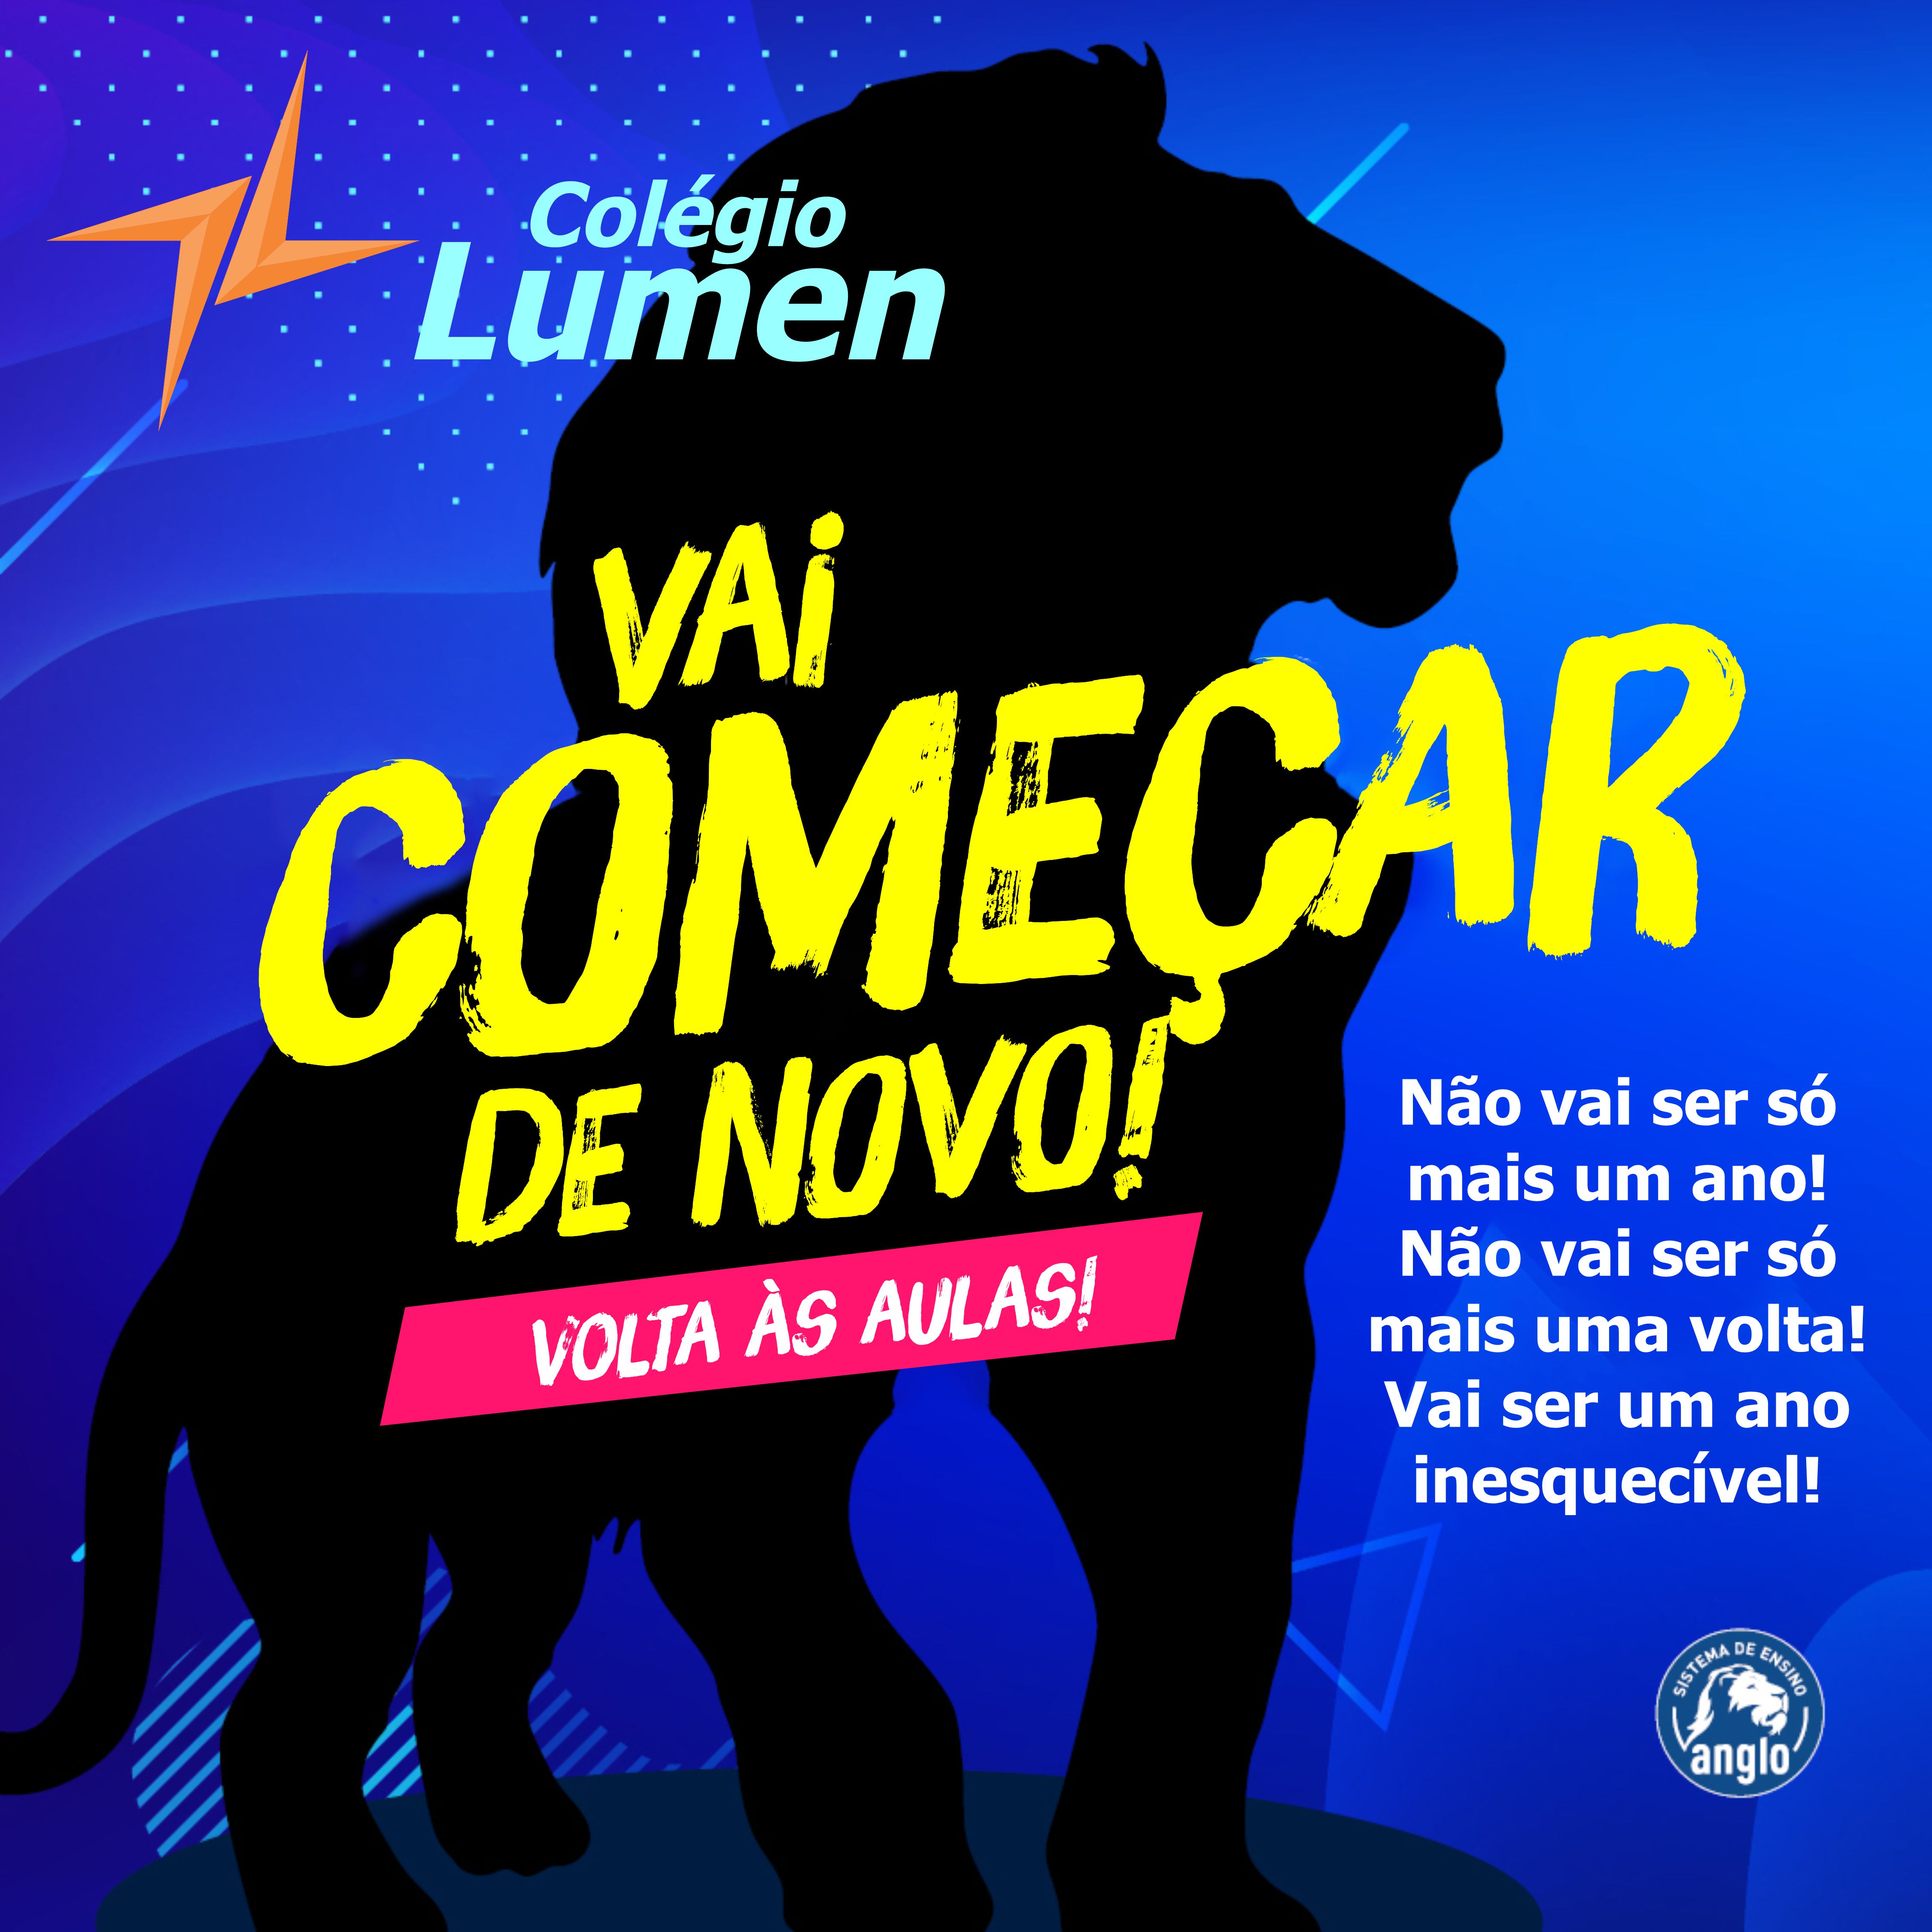 Colégio
Lumen
VAi
COMEÇAR
DE NOVO!
VOLTA ÀS AULAS!
Não vai ser só
mais um ano!
Não vai ser só
mais uma volta!
Vai ser um ano
inesquecível!
SISTEMA DE ENSINO
anglo